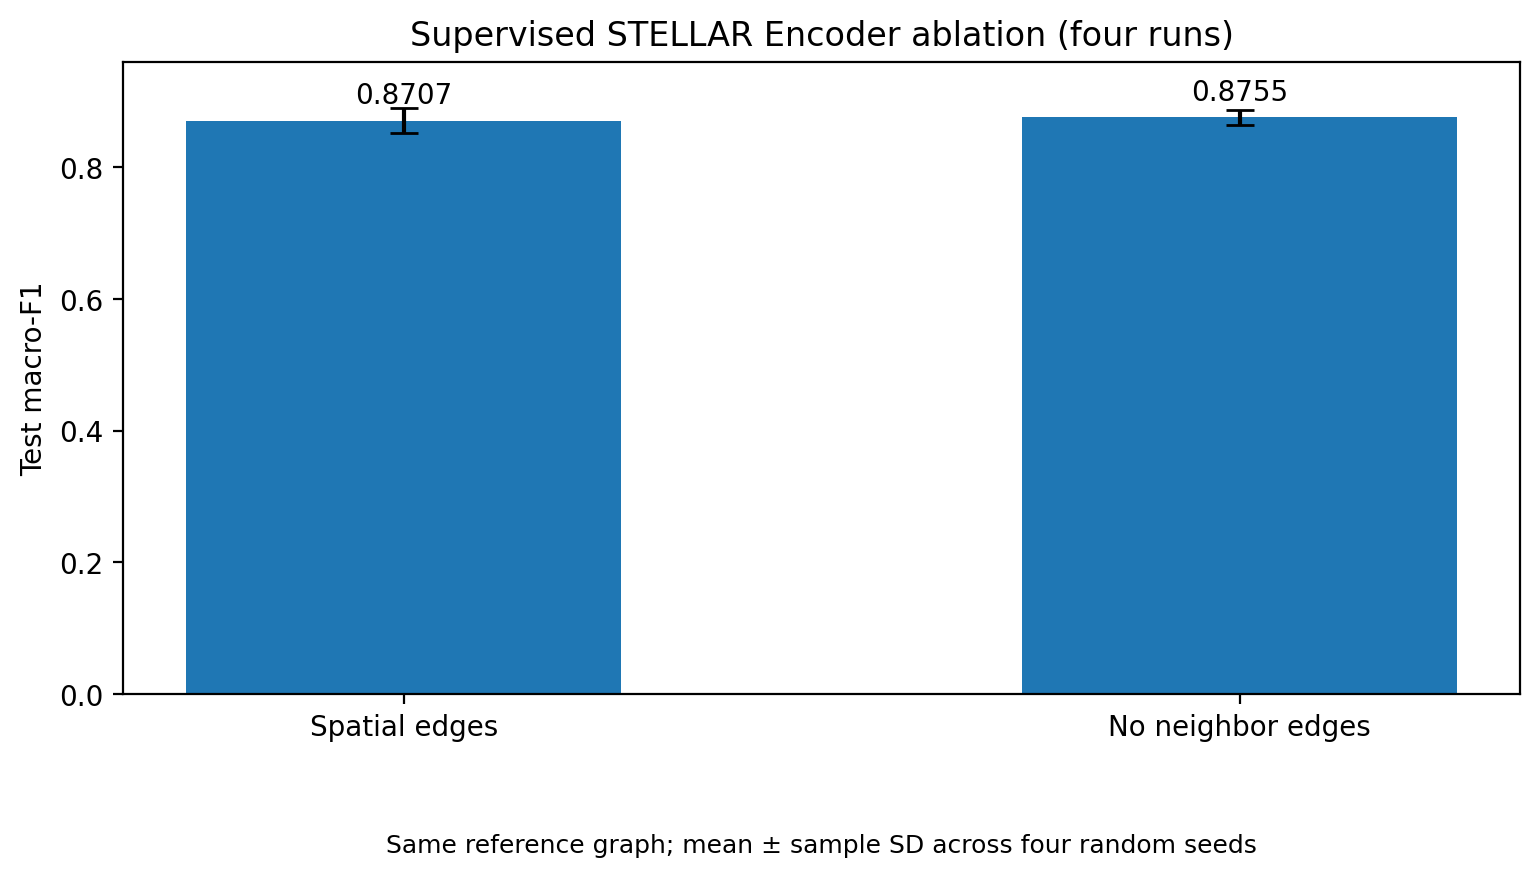 Supervised STELLAR Encoder ablation (four runs)
0.8707
0.8755
Test macro-F1
0.8
0.6
0.4
0.2
0.0
Spatial edges
No neighbor edges
Same reference graph; mean ± sample SD across four random seeds